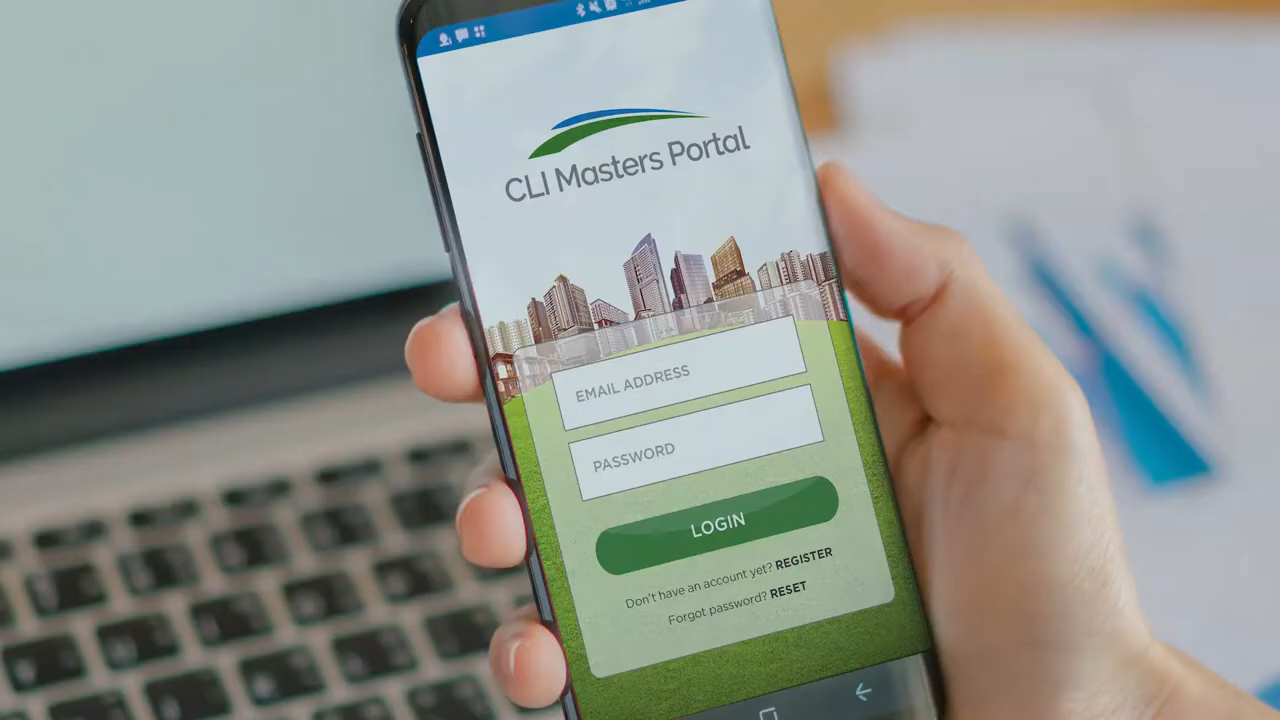 CLI Masters Portal
EMAIL ADDRESS
PASSWORD
LOGIN
Don't have an account yet? REGISTER
Forgot password? RESET